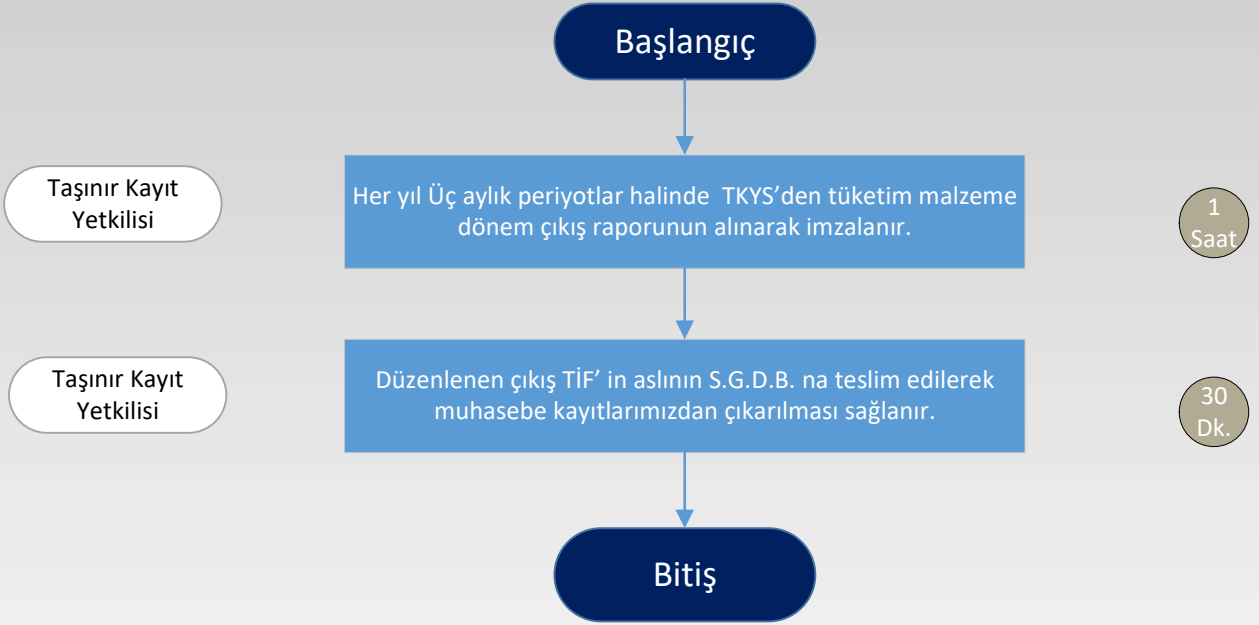 Başlangıç
Taşınır Kayıt
Yetkilisi
Her yıl Üç aylık periyotlar halinde TKYS’den tüketim malzeme
dönem çıkış raporunun alınarak imzalanır.
1
Saat
Taşınır Kayıt
Yetkilisi
Düzenlenen çıkış TİF’ in aslının S.G.D.B. na teslim edilerek
muhasebe kayıtlarımızdan çıkarılması sağlanır.
30
Dk.
Bitiş